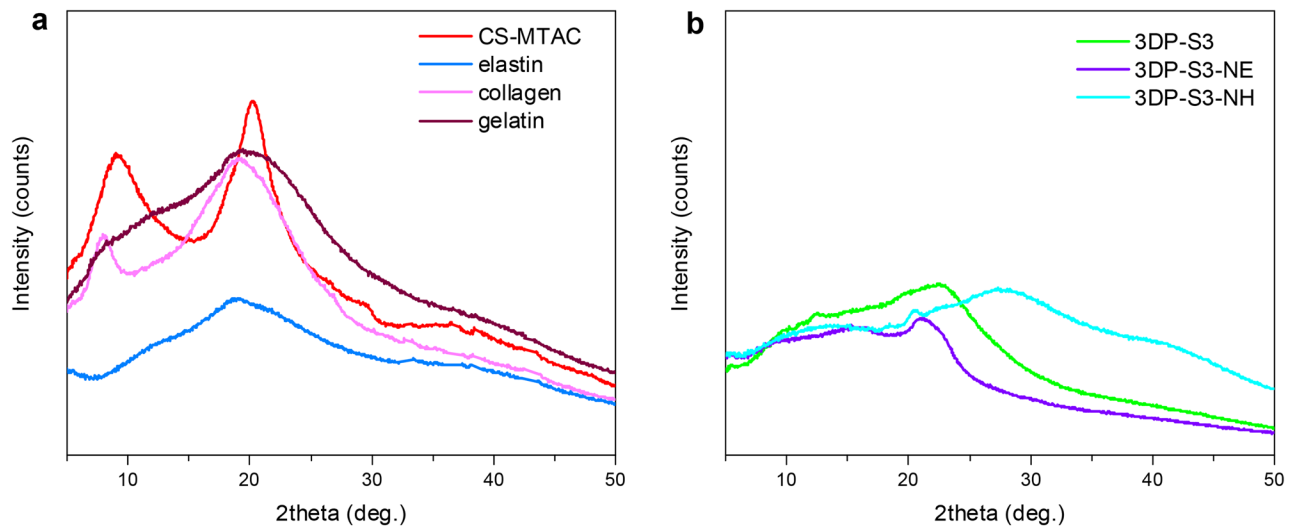 a
CS-MTAC
elastin
collagen
gelatin
Intensity (counts)
10 20 30 40 50
2theta (deg.)
b
3DP-S3
3DP-S3-NE
3DP-S3-NH
Intensity (counts)
10 20 30 40 50
2theta (deg.)